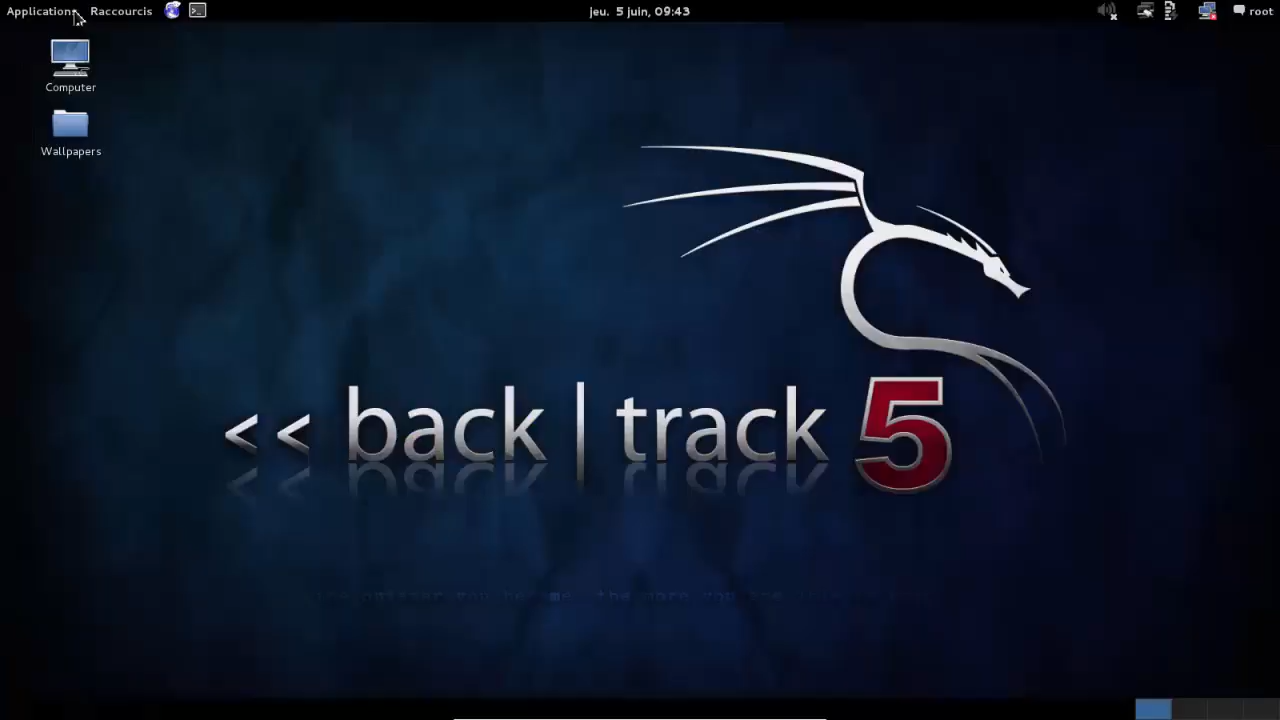 Applications Raccourcis jeu. 5 juin, 09:43 root
Computer
Wallpapers
<< back | track 5